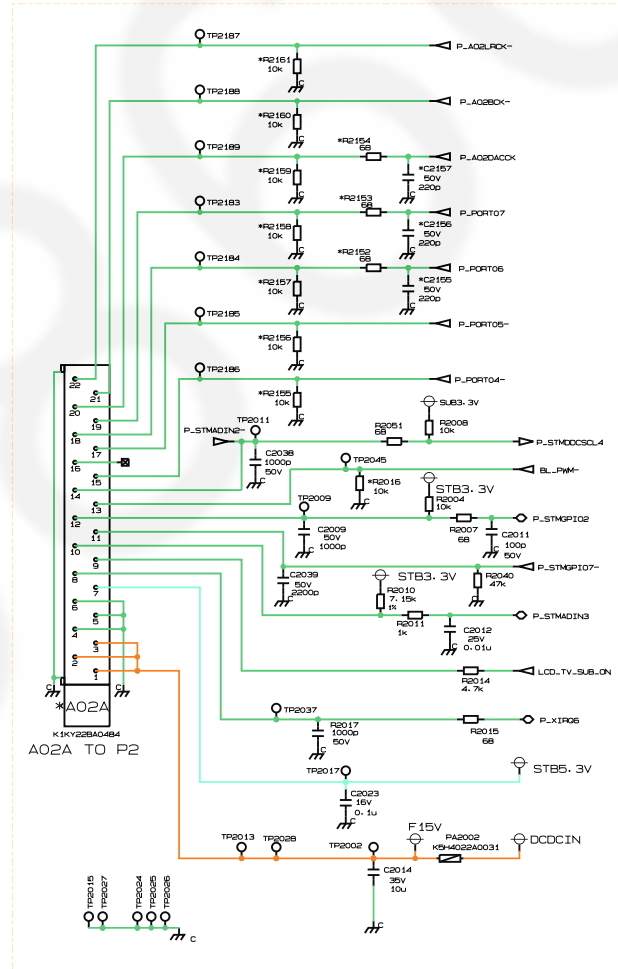 TP2187
P_A02LRCK-
*R2161
10k
C
TP2188
P_A02BCK-
*R2160
10k
C
TP2189
*R2154
68
P_A02DACCK
*R2159
10k
C
*C2157
50V
220p
C
TP2183
*R2153
68
P_PORT07
*R2158
10k
C
*C2156
50V
220p
C
TP2184
*R2152
68
P_PORT06
*R2157
10k
C
*C2155
50V
220p
C
TP2185
P_PORT05-
*R2156
10k
C
TP2186
P_PORT04-
*R2155
10k
C
SUB3.3V
P_STMADIN2-
TP2011
R2051
68
R2008
10k
P_STMDDCSCL4
C2038
1000p
50V
C
TP2045
BL_PWM-
*R2016
10k
C
STB3.3V
R2004
10k
TP2009
P_STMGPIO2
C2009
50V
1000p
C
R2007
68
C2011
100p
50V
C
P_STMGPIO7-
C2039
50V
2200p
C
R2040
47k
C
STB3.3V
R2010
7.15k
1%
R2011
1k
P_STMADIN3
C2012
25V
0.01u
C
LCD_TV_SUB_ON
R2014
4.7k
TP2037
P_XIRQ6
R2017
1000p
50V
C
R2015
68
TP2017
STB5.3V
C2023
16V
0.1u
C
22
21
20
19
18
17
16
15
14
13
12
11
10
9
8
7
6
5
4
3
2
1
C
C
*A02A
K1KY22BA0484
A02A TO P2
TP2013
TP2028
TP2002
F15V
PA2002
K5H4022A0031
DCDCIN
C2014
35V
10u
C
TP2015
TP2027
TP2024
TP2025
TP2026
C